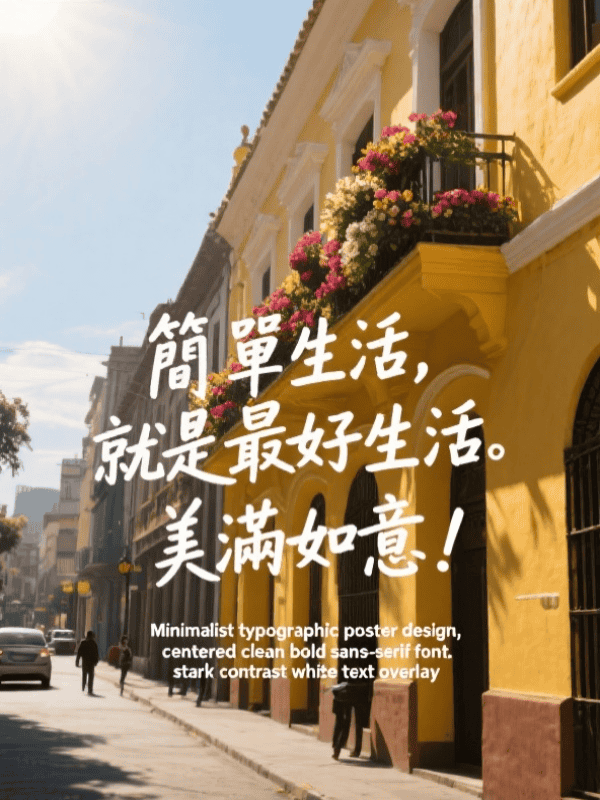 簡單生活,
就是最好生活。
美滿如意!
Minimalist typographic poster design,
centered clean bold sans-serif font.
stark contrast white text overlay